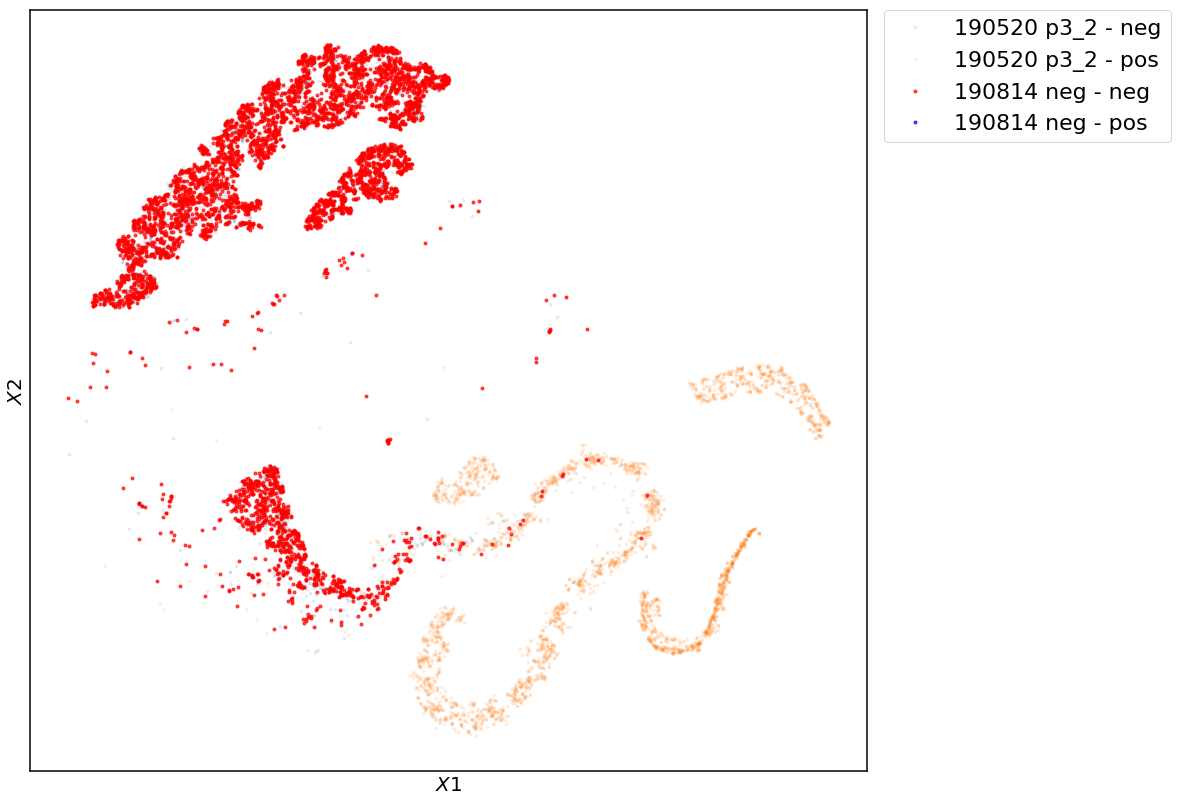 190520 p3_2 - neg
190520 p3_2 - pos
190814 neg - neg
190814 neg - pos
X2
X1